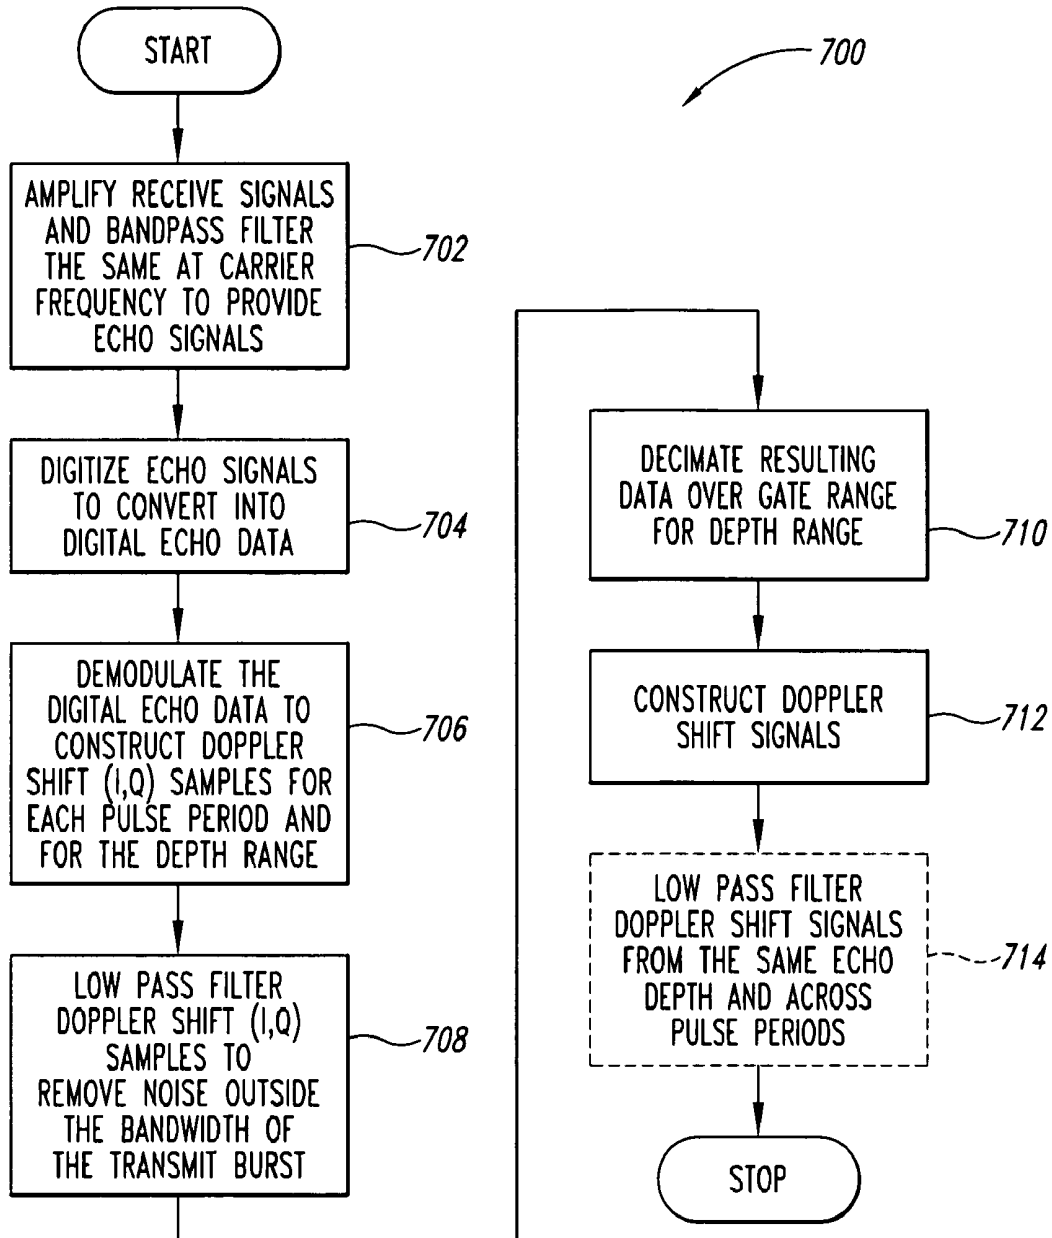 START
700
AMPLIFY RECEIVE SIGNALS
AND BANDPASS FILTER
THE SAME AT CARRIER
FREQUENCY TO PROVIDE
ECHO SIGNALS
702
DIGITIZE ECHO SIGNALS
TO CONVERT INTO
DIGITAL ECHO DATA
704
DEMODULATE THE
DIGITAL ECHO DATA TO
CONSTRUCT DOPPLER
SHIFT (I,Q) SAMPLES FOR
EACH PULSE PERIOD AND
FOR THE DEPTH RANGE
706
LOW PASS FILTER
DOPPLER SHIFT (I,Q)
SAMPLES TO
REMOVE NOISE OUTSIDE
THE BANDWIDTH OF
THE TRANSMIT BURST
708
DECIMATE RESULTING
DATA OVER GATE RANGE
FOR DEPTH RANGE
710
CONSTRUCT DOPPLER
SHIFT SIGNALS
712
LOW PASS FILTER
DOPPLER SHIFT SIGNALS
FROM THE SAME ECHO
DEPTH AND ACROSS
PULSE PERIODS
714
STOP